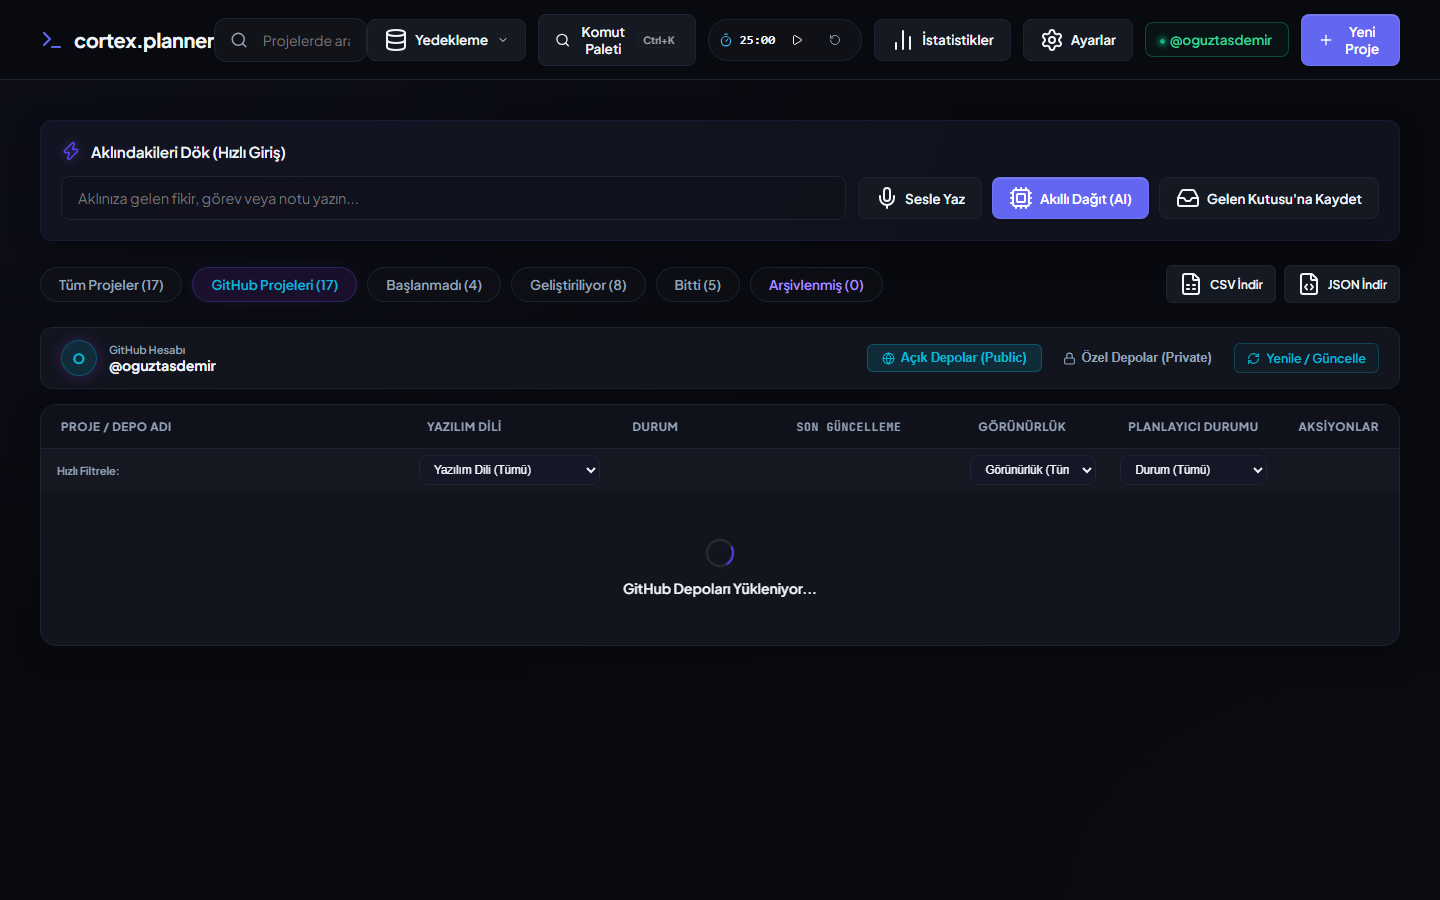 cortex.planner
Projelerde ara
Yedekleme
Komut Paleti
Ctrl+K
25:00
İstatistikler
Ayarlar
@oguztasdemir
Yeni Proje
Aklındakileri Dök (Hızlı Giriş)
Aklınıza gelen fikir, görev veya notu yazın...
Sesle Yaz
Akıllı Dağıt (AI)
Gelen Kutusu'na Kaydet
Tüm Projeler (17)
GitHub Projeleri (17)
Başlanmadı (4)
Geliştiriliyor (8)
Bitti (5)
Arşivlenmiş (0)
CSV İndir
JSON İndir
GitHub Hesabı
@oguztasdemir
Açık Depolar (Public)
Özel Depolar (Private)
Yenile / Güncelle
PROJE / DEPO ADI
YAZILIM DİLİ
DURUM
SON GÜNCELLEME
GÖRÜNÜRLÜK
PLANLAYICI DURUMU
AKSİYONLAR
Hızlı Filtrele:
Yazılım Dili (Tümü)
Görünürlük (Tüm
Durum (Tümü)
GitHub Depoları Yükleniyor...